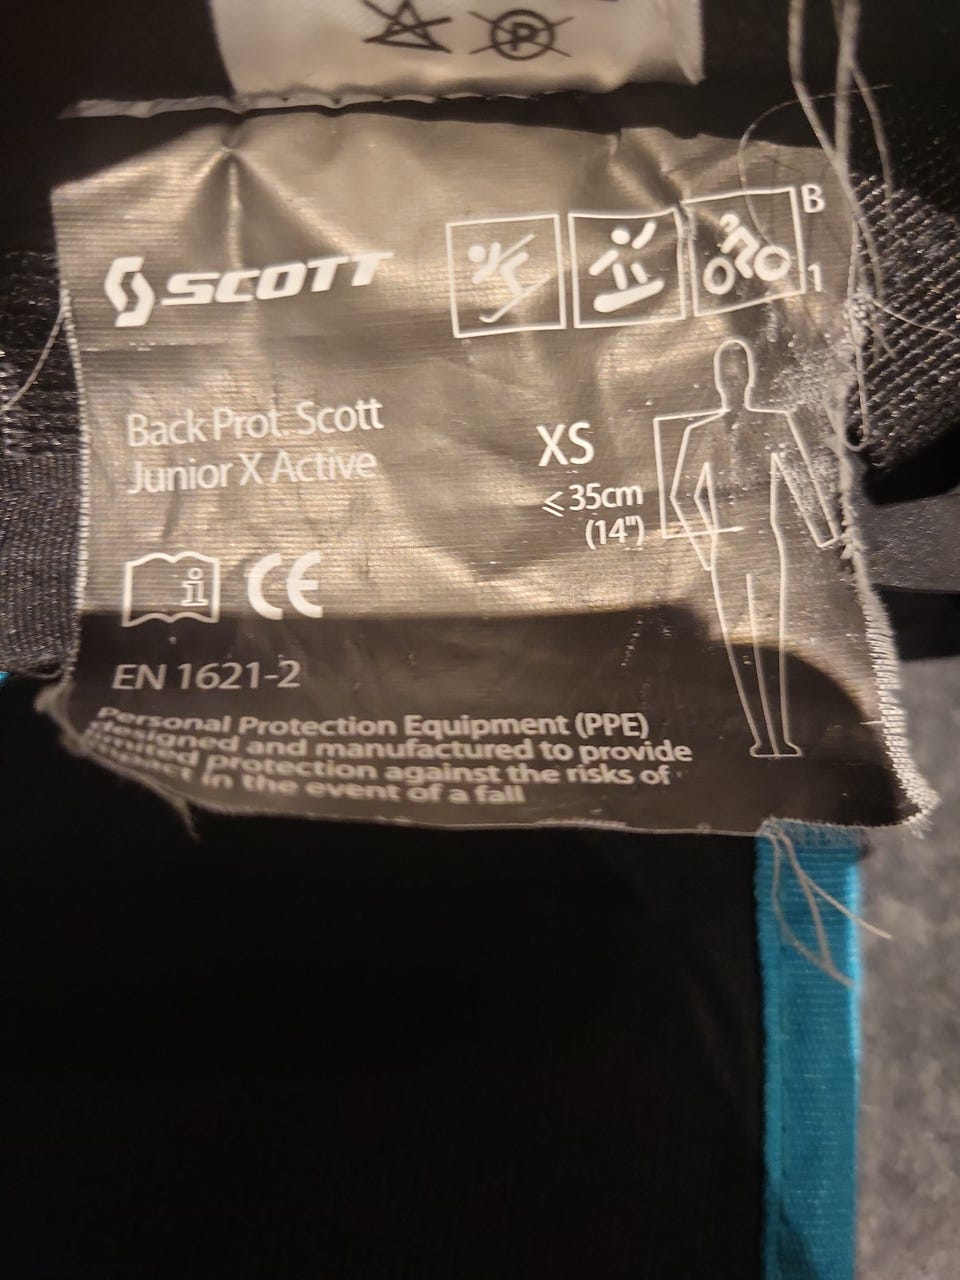 P
SCOTT
B
1
Back Prot. Scott
Junior X Active
XS
≤35cm
(14")
i
CE
EN 1621-2
Personal Protection Equipment (PPE)
designed and manufactured to provide
limited protection against the risks of
impact in the event of a fall